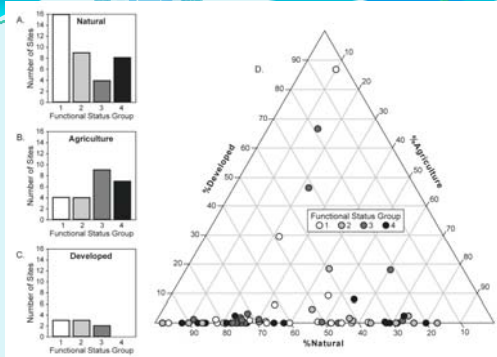 A.
Natural
Number of Sites
16
14
12
10
8
6
4
2
0
1 2 3 4
Functional Status Group
B.
Agriculture
Number of Sites
16
14
12
10
8
6
4
2
0
1 2 3 4
Functional Status Group
C.
Developed
Number of Sites
16
14
12
10
8
6
4
2
0
1 2 3 4
Functional Status Group
D.
%Developed
90
80
70
60
50
40
30
20
10
%Agriculture
10
20
30
40
50
60
70
80
90
Functional Status Group
1 2 3 4
90 80 70 60 50 40 30 20 10
%Natural